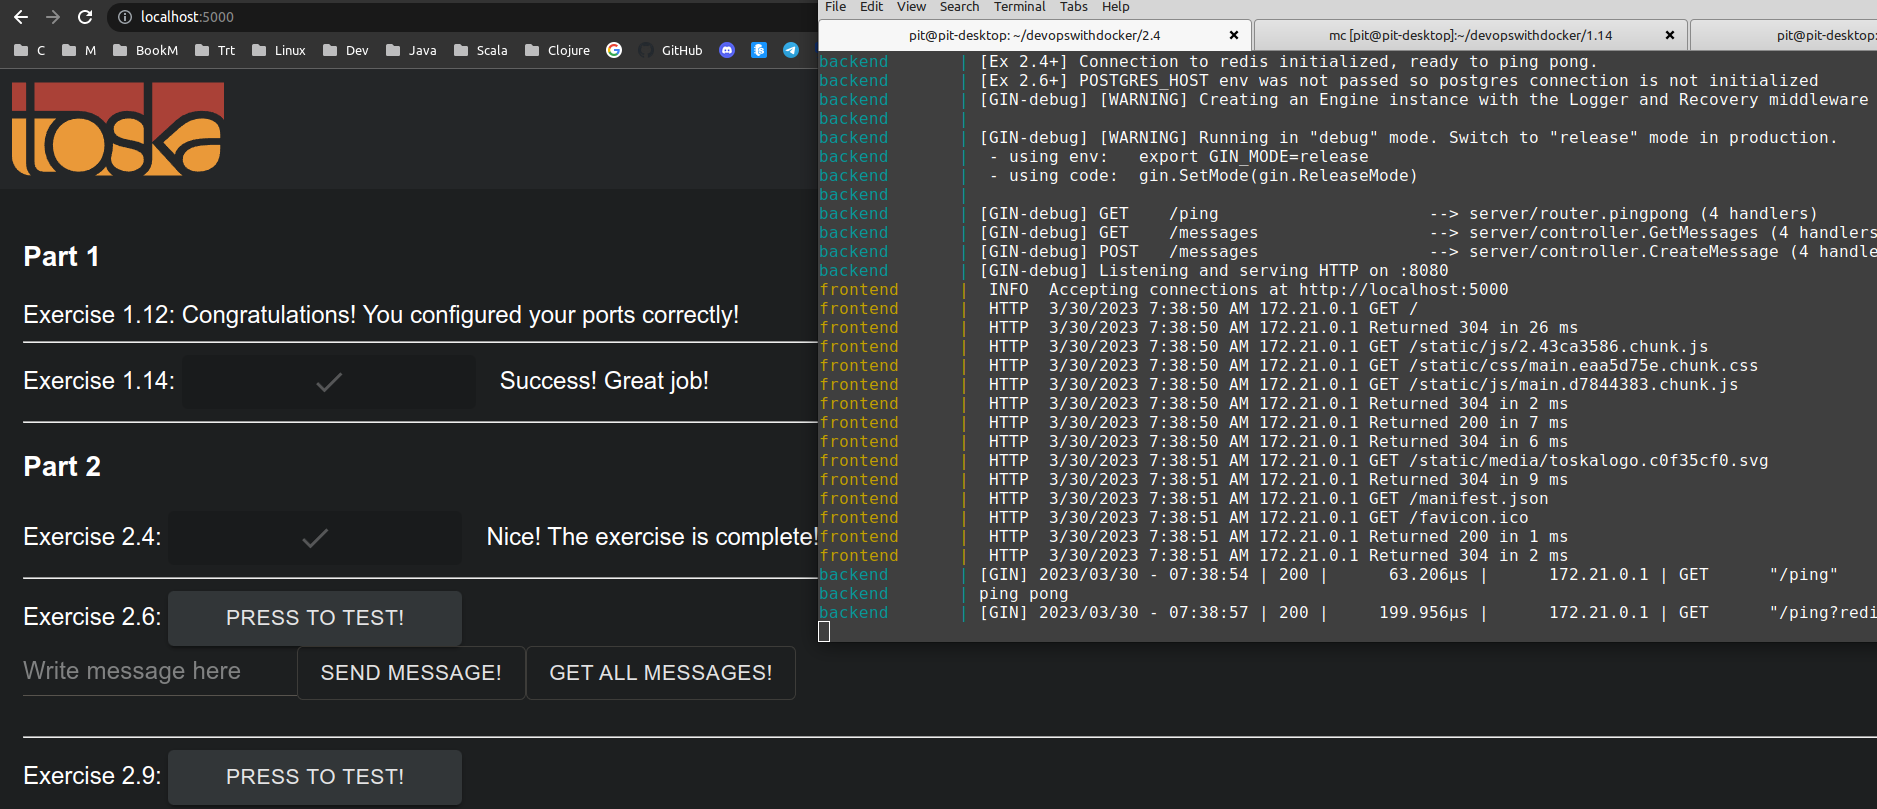 localhost:5000
C M BookM Trt Linux Dev Java Scala Clojure GitHub
toska
Part 1
Exercise 1.12: Congratulations! You configured your ports correctly!
Exercise 1.14: Success! Great job!
Part 2
Exercise 2.4: Nice! The exercise is complete!
Exercise 2.6: PRESS TO TEST!
Write message here SEND MESSAGE! GET ALL MESSAGES!
Exercise 2.9: PRESS TO TEST!
File Edit View Search Terminal Tabs Help
pit@pit-desktop: ~/devopswithdocker/2.4 × mc [pit@pit-desktop]:~/devopswithdocker/1.14 × pit@pit-desktop:
backend | [Ex 2.4+] Connection to redis initialized, ready to ping pong.
backend | [Ex 2.6+] POSTGRES_HOST env was not passed so postgres connection is not initialized
backend | [GIN-debug] [WARNING] Creating an Engine instance with the Logger and Recovery middleware
backend |
backend | [GIN-debug] [WARNING] Running in "debug" mode. Switch to "release" mode in production.
backend | - using env: export GIN_MODE=release
backend | - using code: gin.SetMode(gin.ReleaseMode)
backend |
backend | [GIN-debug] GET /ping --> server/router.pingpong (4 handlers)
backend | [GIN-debug] GET /messages --> server/controller.GetMessages (4 handlers
backend | [GIN-debug] POST /messages --> server/controller.CreateMessage (4 handle
backend | [GIN-debug] Listening and serving HTTP on :8080
frontend | INFO Accepting connections at http://localhost:5000
frontend | HTTP 3/30/2023 7:38:50 AM 172.21.0.1 GET /
frontend | HTTP 3/30/2023 7:38:50 AM 172.21.0.1 Returned 304 in 26 ms
frontend | HTTP 3/30/2023 7:38:50 AM 172.21.0.1 GET /static/js/2.43ca3586.chunk.js
frontend | HTTP 3/30/2023 7:38:50 AM 172.21.0.1 GET /static/css/main.eaa5d75e.chunk.css
frontend | HTTP 3/30/2023 7:38:50 AM 172.21.0.1 GET /static/js/main.d7844383.chunk.js
frontend | HTTP 3/30/2023 7:38:50 AM 172.21.0.1 Returned 304 in 2 ms
frontend | HTTP 3/30/2023 7:38:50 AM 172.21.0.1 Returned 200 in 7 ms
frontend | HTTP 3/30/2023 7:38:50 AM 172.21.0.1 Returned 304 in 6 ms
frontend | HTTP 3/30/2023 7:38:51 AM 172.21.0.1 GET /static/media/toskalogo.c0f35cf0.svg
frontend | HTTP 3/30/2023 7:38:51 AM 172.21.0.1 Returned 304 in 9 ms
frontend | HTTP 3/30/2023 7:38:51 AM 172.21.0.1 GET /manifest.json
frontend | HTTP 3/30/2023 7:38:51 AM 172.21.0.1 GET /favicon.ico
frontend | HTTP 3/30/2023 7:38:51 AM 172.21.0.1 Returned 200 in 1 ms
frontend | HTTP 3/30/2023 7:38:51 AM 172.21.0.1 Returned 304 in 2 ms
backend | [GIN] 2023/03/30 - 07:38:54 | 200 | 63.206µs | 172.21.0.1 | GET "/ping"
backend | ping pong
backend | [GIN] 2023/03/30 - 07:38:57 | 200 | 199.956µs | 172.21.0.1 | GET "/ping?redi